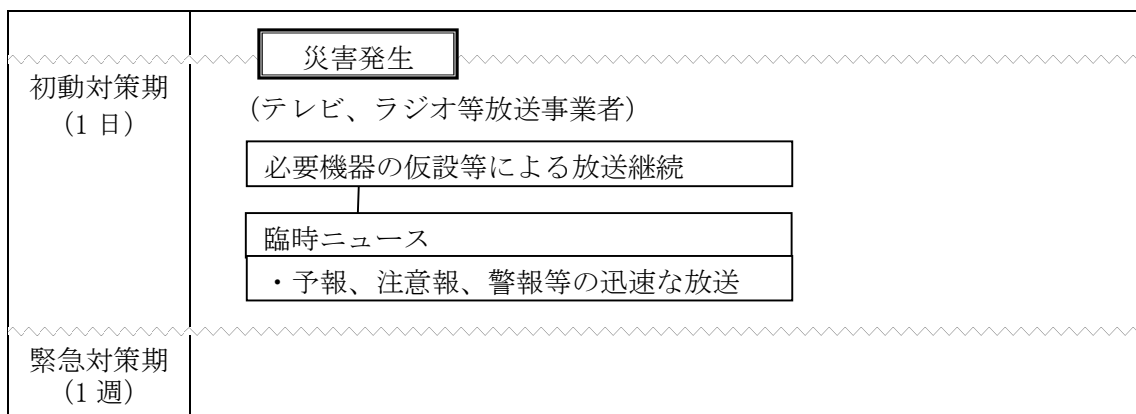 災害発生
初動対策期
(1 日)
(テレビ、ラジオ等放送事業者)
必要機器の仮設等による放送継続
臨時ニュース
・予報、注意報、警報等の迅速な放送
緊急対策期
(1 週)